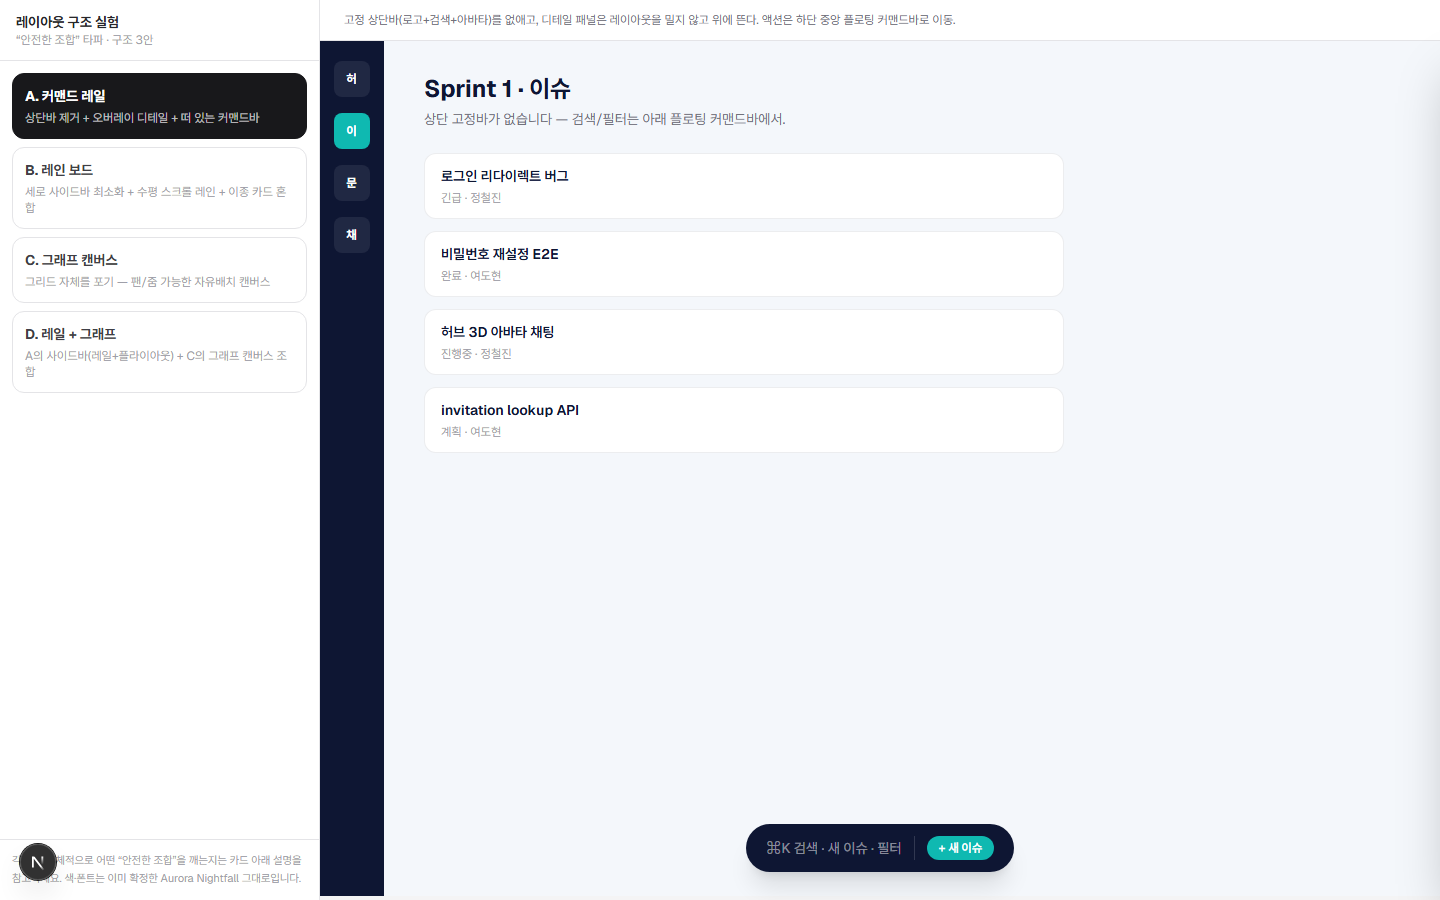 레이아웃 구조 실험
“안전한 조합” 타파 · 구조 3안
A. 커맨드 레일
상단바 제거 + 오버레이 디테일 + 떠 있는 커맨드바
B. 레인 보드
세로 사이드바 최소화 + 수평 스크롤 레인 + 이종 카드 혼
합
C. 그래프 캔버스
그리드 자체를 포기 — 팬/줌 가능한 자유배치 캔버스
D. 레일 + 그래프
A의 사이드바(레일+플라이아웃) + C의 그래프 캔버스 조
합
체적으로 어떤 “안전한 조합”을 깨는지는 카드 아래 설명을
색·폰트는 이미 확정한 Aurora Nightfall 그대로입니다.
N
고정 상단바(로고+검색+아바타)를 없애고, 디테일 패널은 레이아웃을 밀지 않고 위에 뜬다. 액션은 하단 중앙 플로팅 커맨드바로 이동.
허
이
문
채
Sprint 1 · 이슈
상단 고정바가 없습니다 — 검색/필터는 아래 플로팅 커맨드바에서.
로그인 리다이렉트 버그
긴급 · 정철진
비밀번호 재설정 E2E
완료 · 여도현
허브 3D 아바타 채팅
진행중 · 정철진
invitation lookup API
계획 · 여도현
⌘K 검색 · 새 이슈 · 필터
+ 새 이슈